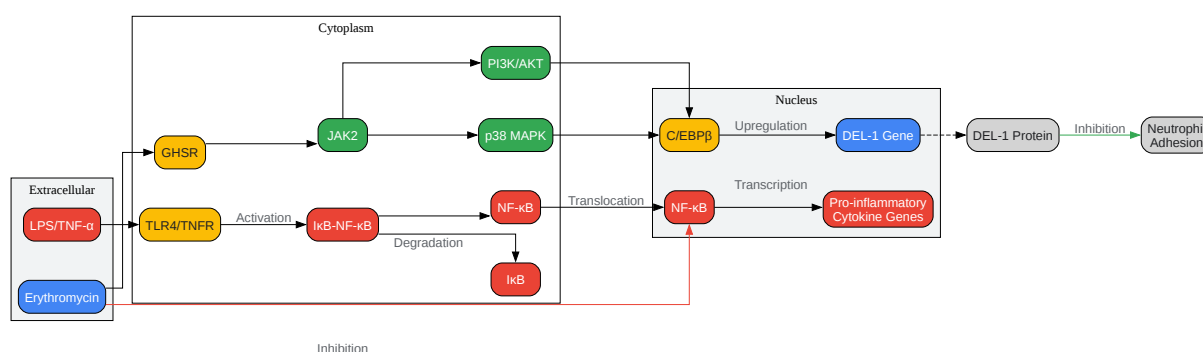 Cytoplasm
PI3K/AKT
Nucleus
JAK2
p38 MAPK
C/EBPβ
Upregulation
DEL-1 Gene
DEL-1 Protein
Inhibition
Neutrophil
Adhesion
GHSR
Extracellular
LPS/TNF-α
TLR4/TNFR
Activation
IκB-NF-κB
Degradation
NF-κB
Translocation
NF-κB
Transcription
Pro-inflammatory
Cytokine Genes
IκB
Erythromycin
Inhibition